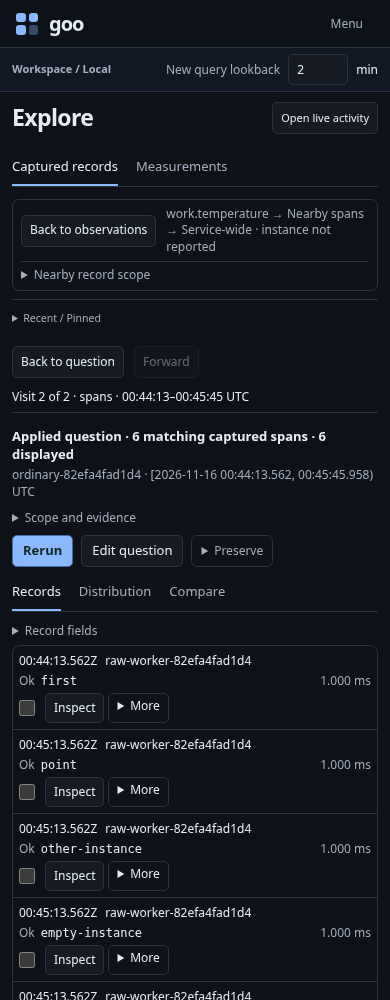 goo
Menu
Workspace / Local
New query lookback
2
min
Explore
Open live activity
Captured records
Measurements
Back to observations
work.temperature → Nearby spans
→ Service-wide · instance not
reported
Nearby record scope
Recent / Pinned
Back to question
Forward
Visit 2 of 2 · spans · 00:44:13–00:45:45 UTC
Applied question · 6 matching captured spans · 6
displayed
ordinary-82efa4fad1d4 · [2026-11-16 00:44:13.562, 00:45:45.958)
UTC
Scope and evidence
Rerun
Edit question
Preserve
Records
Distribution
Compare
Record fields
00:44:13.562Z raw-worker-82efa4fad1d4
Ok first 1.000 ms
Inspect
More
00:45:13.562Z raw-worker-82efa4fad1d4
Ok point 1.000 ms
Inspect
More
00:45:13.562Z raw-worker-82efa4fad1d4
Ok other-instance 1.000 ms
Inspect
More
00:45:13.562Z raw-worker-82efa4fad1d4
Ok empty-instance 1.000 ms
Inspect
More
00:45:13.562Z raw-worker-82efa4fad1d4